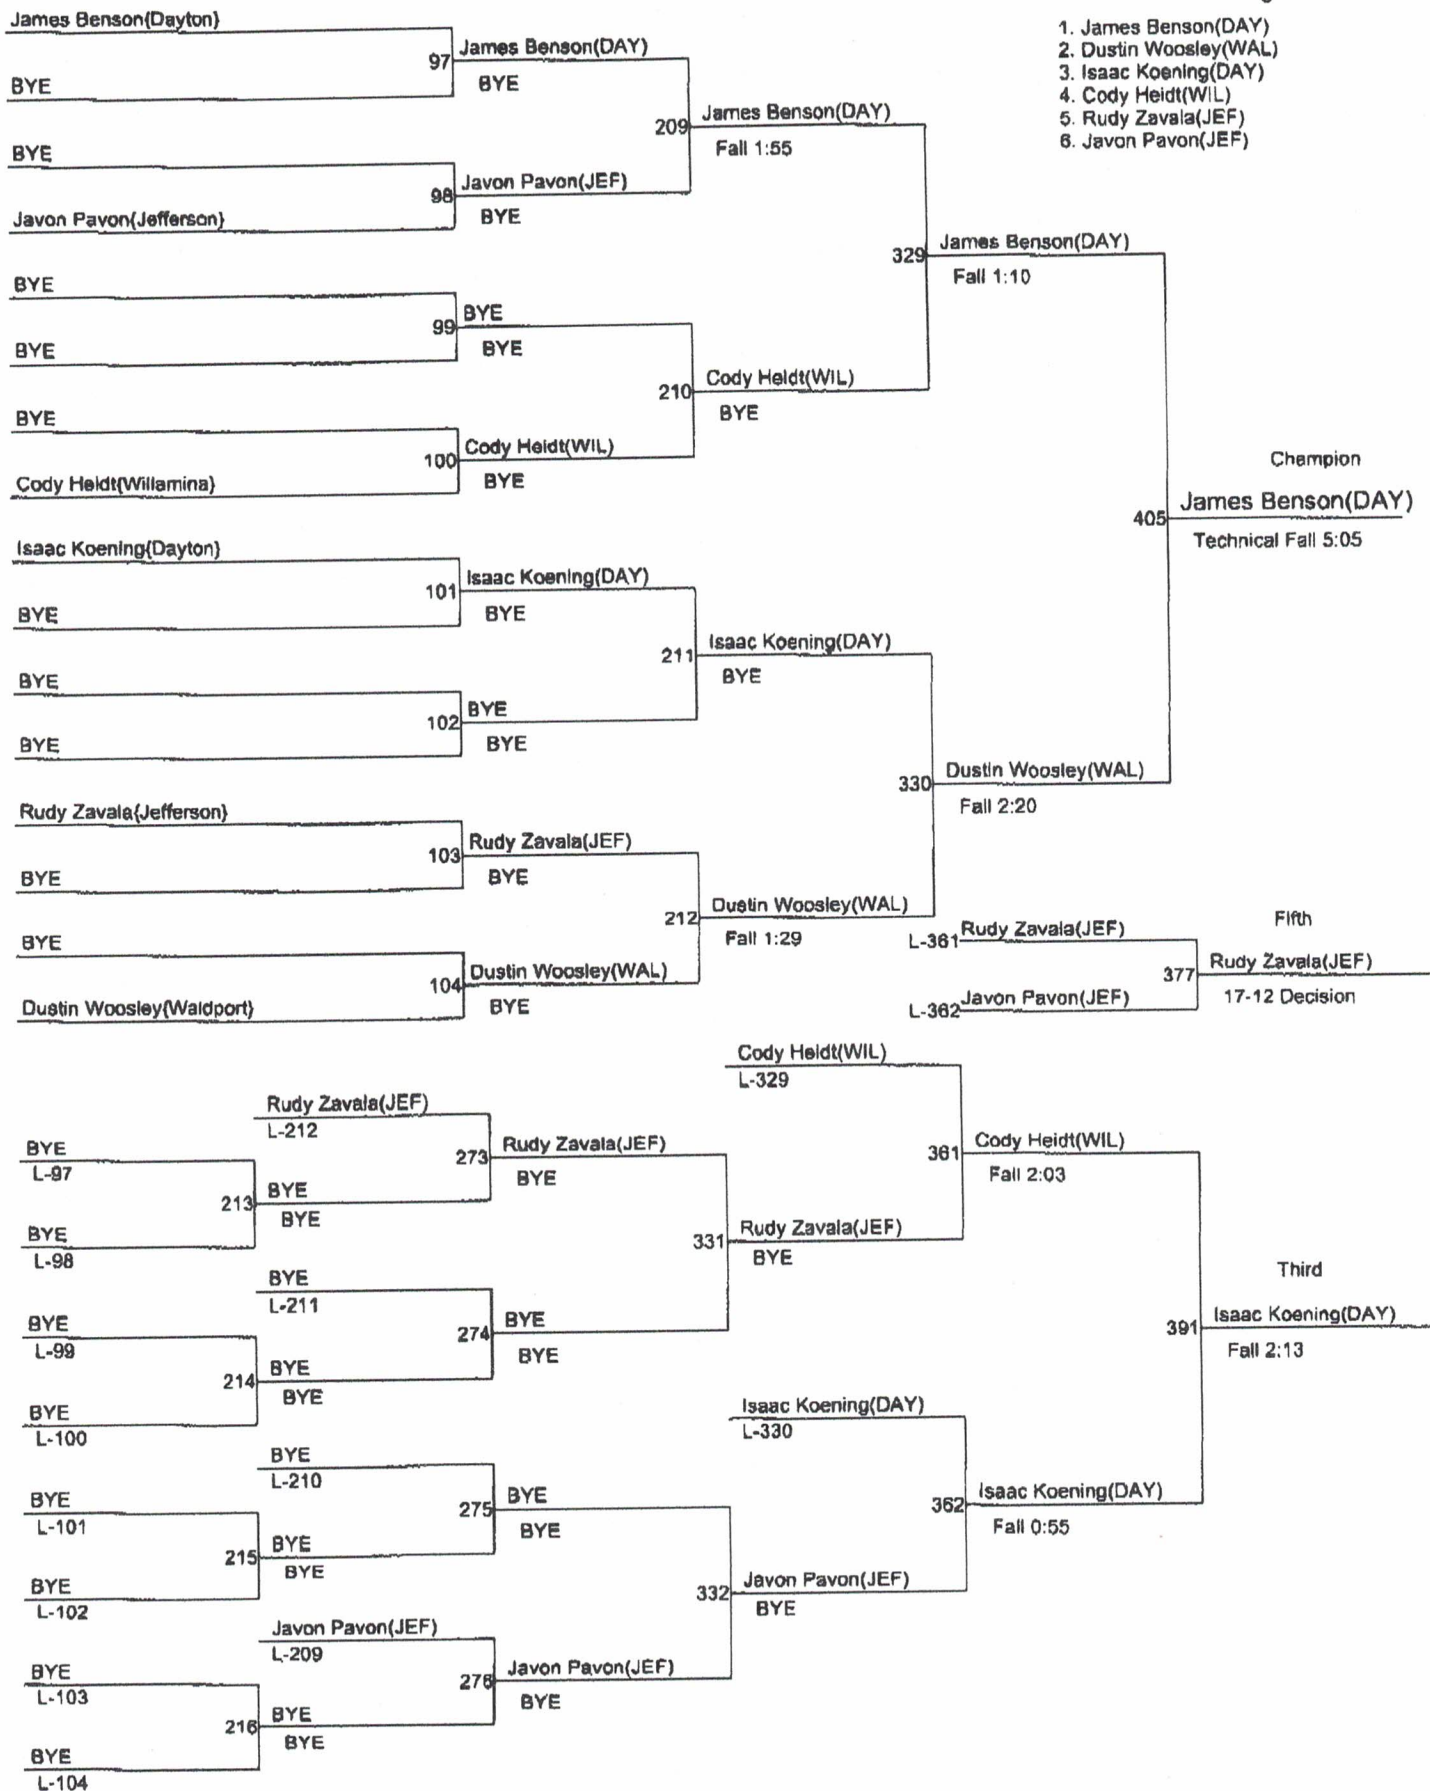 James Benson{Dayton}
97
James Benson(DAY)
BYE
BYE
209
James Benson(DAY)
Fall 1:55
BYE
98
Javon Pavon(JEF)
BYE
Javon Pavon{Jefferson}
329
James Benson(DAY)
Fall 1:10
BYE
99
BYE
BYE
BYE
210
Cody Heidt(WIL)
BYE
BYE
100
Cody Heidt(WIL)
BYE
Cody Heidt{Willamina}
Champion
405
James Benson(DAY)
Technical Fall 5:05
1. James Benson(DAY)
2. Dustin Woosley(WAL)
3. Isaac Koening(DAY)
4. Cody Heidt(WIL)
5. Rudy Zavala(JEF)
6. Javon Pavon(JEF)
Isaac Koening{Dayton}
101
Isaac Koening(DAY)
BYE
BYE
211
Isaac Koening(DAY)
BYE
BYE
102
BYE
BYE
BYE
330
Dustin Woosley(WAL)
Fall 2:20
Rudy Zavala{Jefferson}
103
Rudy Zavala(JEF)
BYE
BYE
212
Dustin Woosley(WAL)
Fall 1:29
BYE
104
Dustin Woosley(WAL)
BYE
Dustin Woosley{Waldport}
Fifth
L-361
Rudy Zavala(JEF)
377
Rudy Zavala(JEF)
17-12 Decision
L-362
Javon Pavon(JEF)
Cody Heidt(WIL)
L-329
Rudy Zavala(JEF)
L-212
273
Rudy Zavala(JEF)
BYE
BYE
L-97
213
BYE
BYE
BYE
L-98
361
Cody Heidt(WIL)
Fall 2:03
331
Rudy Zavala(JEF)
BYE
BYE
L-211
274
BYE
BYE
BYE
L-99
214
BYE
BYE
BYE
L-100
Third
391
Isaac Koening(DAY)
Fall 2:13
Isaac Koening(DAY)
L-330
BYE
L-210
275
BYE
BYE
BYE
L-101
215
BYE
BYE
BYE
L-102
362
Isaac Koening(DAY)
Fall 0:55
332
Javon Pavon(JEF)
BYE
Javon Pavon(JEF)
L-209
276
Javon Pavon(JEF)
BYE
BYE
L-103
216
BYE
BYE
BYE
L-104